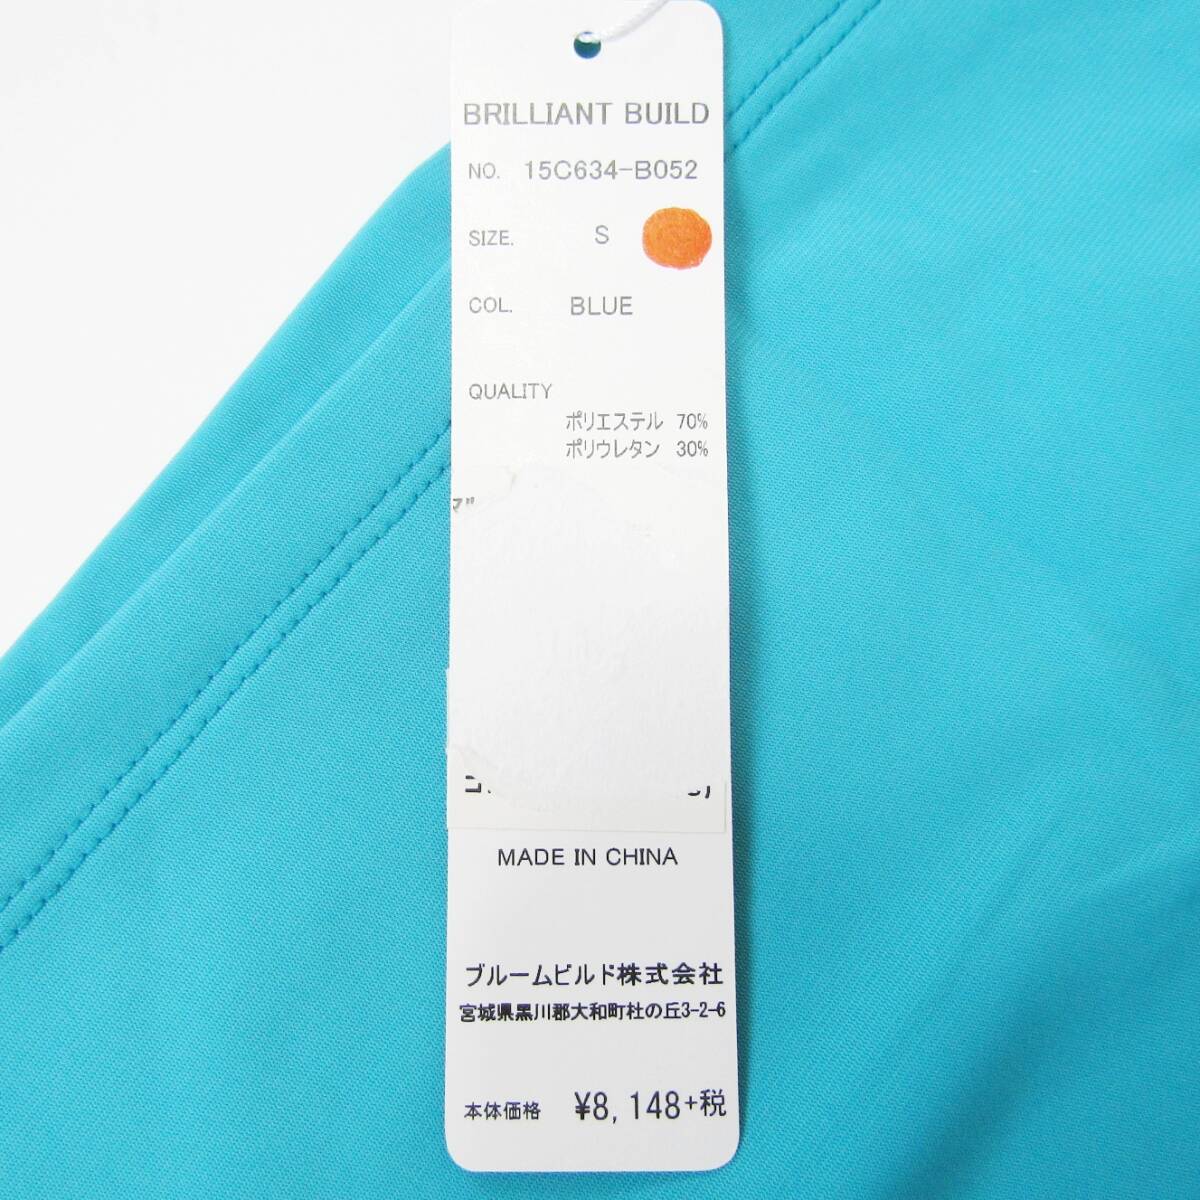 BRILLIANT BUILD
NO. 15C634-B052
SIZE. S
COL. BLUE
QUALITY
ポリエステル 70%
ポリウレタン 30%
MADE IN CHINA
ブルームビルド株式会社
宮城県黒川郡大和町杜の丘3-2-6
本体価格 ¥8,148+税